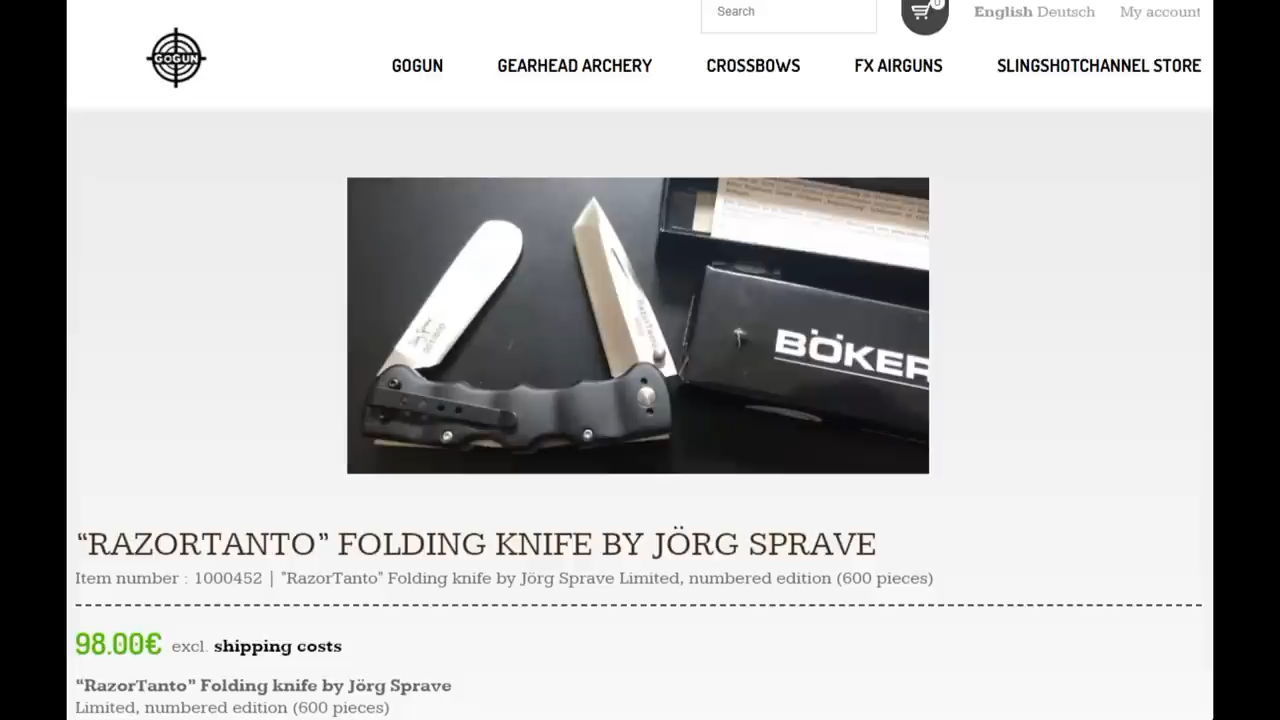 Search
0
English Deutsch
My account
GOGUN
GOGUN
GEARHEAD ARCHERY
CROSSBOWS
FX AIRGUNS
SLINGSHOTCHANNEL STORE
BÖKER
“RAZORTANTO” FOLDING KNIFE BY JÖRG SPRAVE
Item number : 1000452 | "RazorTanto" Folding knife by Jörg Sprave Limited, numbered edition (600 pieces)
98.00€ excl. shipping costs
“RazorTanto” Folding knife by Jörg Sprave
Limited, numbered edition (600 pieces)